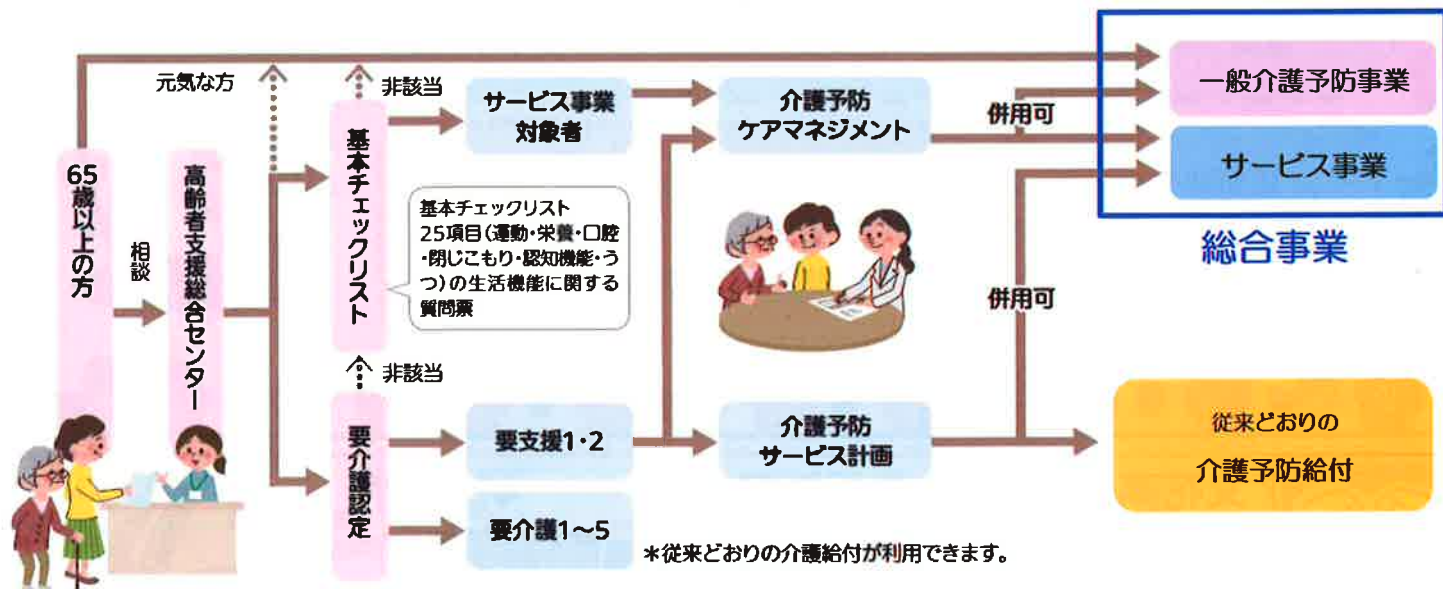 元気な方
非該当
サービス事業
対象者
介護予防
ケアマネジメント
併用可
一般介護予防事業
サービス事業
総合事業
65歳以上の方
相談
高齢者支援総合センター
基本チェックリスト
基本チェックリスト
25項目(運動・栄養・口腔
・閉じこもり・認知機能・う
つ)の生活機能に関する
質問票
併用可
非該当
要介護認定
要支援1・2
介護予防
サービス計画
従来どおりの
介護予防給付
要介護1〜5
*従来どおりの介護給付が利用できます。